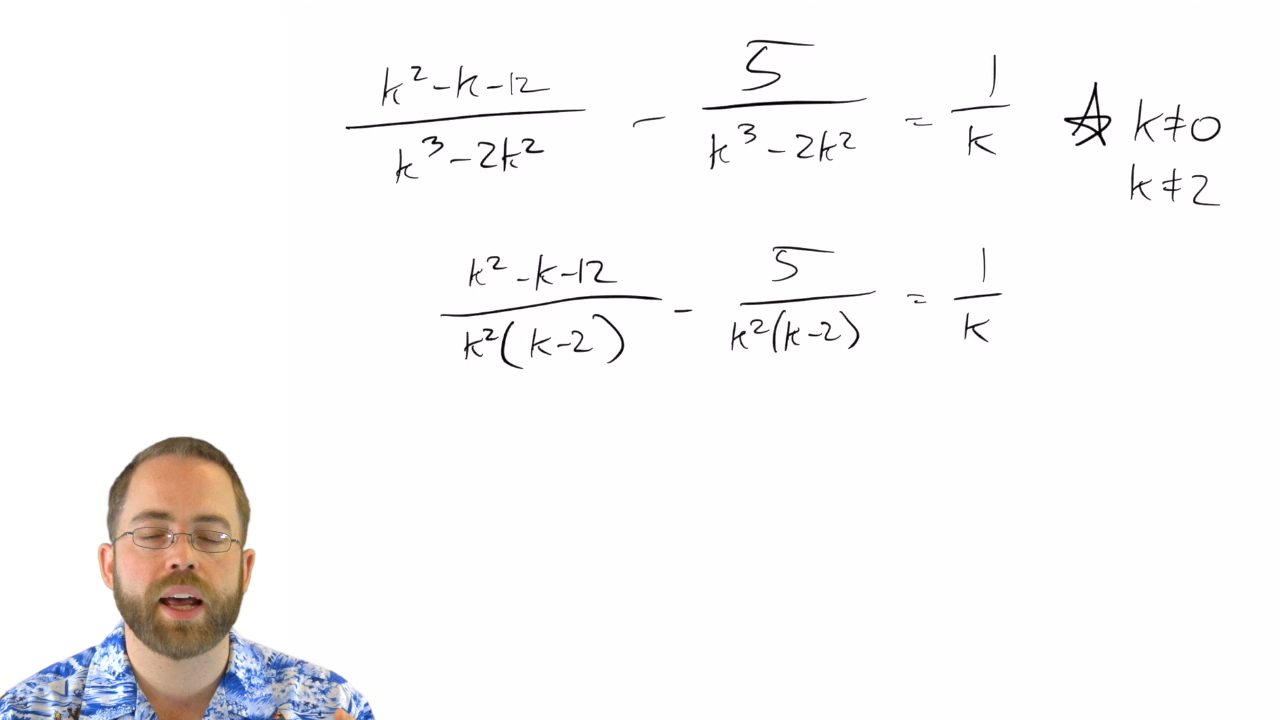 (k² - k - 12)/(k³ - 2k²) - 5/(k³ - 2k²) = 1/k ☆ k ≠ 0
k ≠ 2
(k² - k - 12)/(k²(k - 2)) - 5/(k²(k - 2)) = 1/k